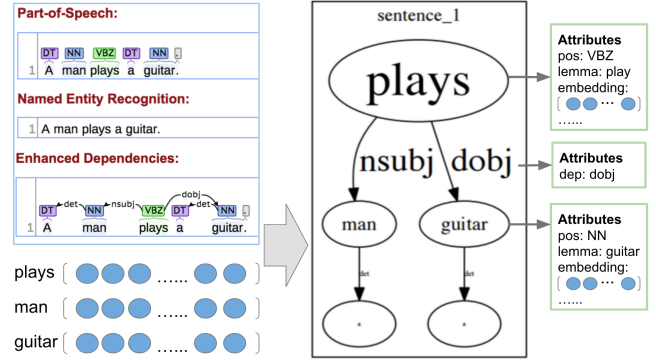 Part-of-Speech:
DT NN VBZ DT NN .
1 A man plays a guitar.
Named Entity Recognition:
1 A man plays a guitar.
Enhanced Dependencies:
dobj
det nsubj det
DT NN VBZ DT NN .
1 A man plays a guitar.
plays ......
man ......
guitar ......
sentence_1
plays
nsubj dobj
man guitar
det det
a a
Attributes
pos: VBZ
lemma: play
embedding:
...
......
Attributes
dep: dobj
Attributes
pos: NN
lemma: guitar
embedding:
...
......